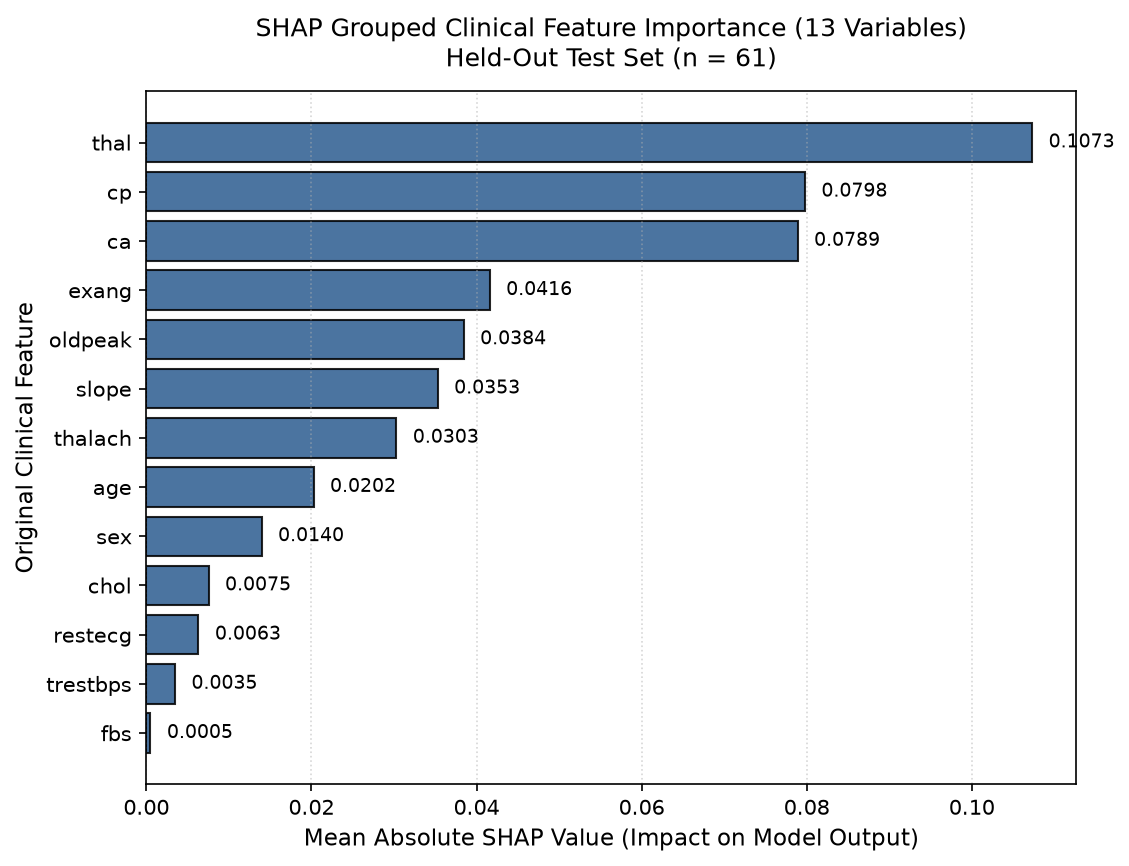 SHAP Grouped Clinical Feature Importance (13 Variables)
Held-Out Test Set (n = 61)
Original Clinical Feature
thal 0.1073
cp 0.0798
ca 0.0789
exang 0.0416
oldpeak 0.0384
slope 0.0353
thalach 0.0303
age 0.0202
sex 0.0140
chol 0.0075
restecg 0.0063
trestbps 0.0035
fbs 0.0005
0.00 0.02 0.04 0.06 0.08 0.10
Mean Absolute SHAP Value (Impact on Model Output)